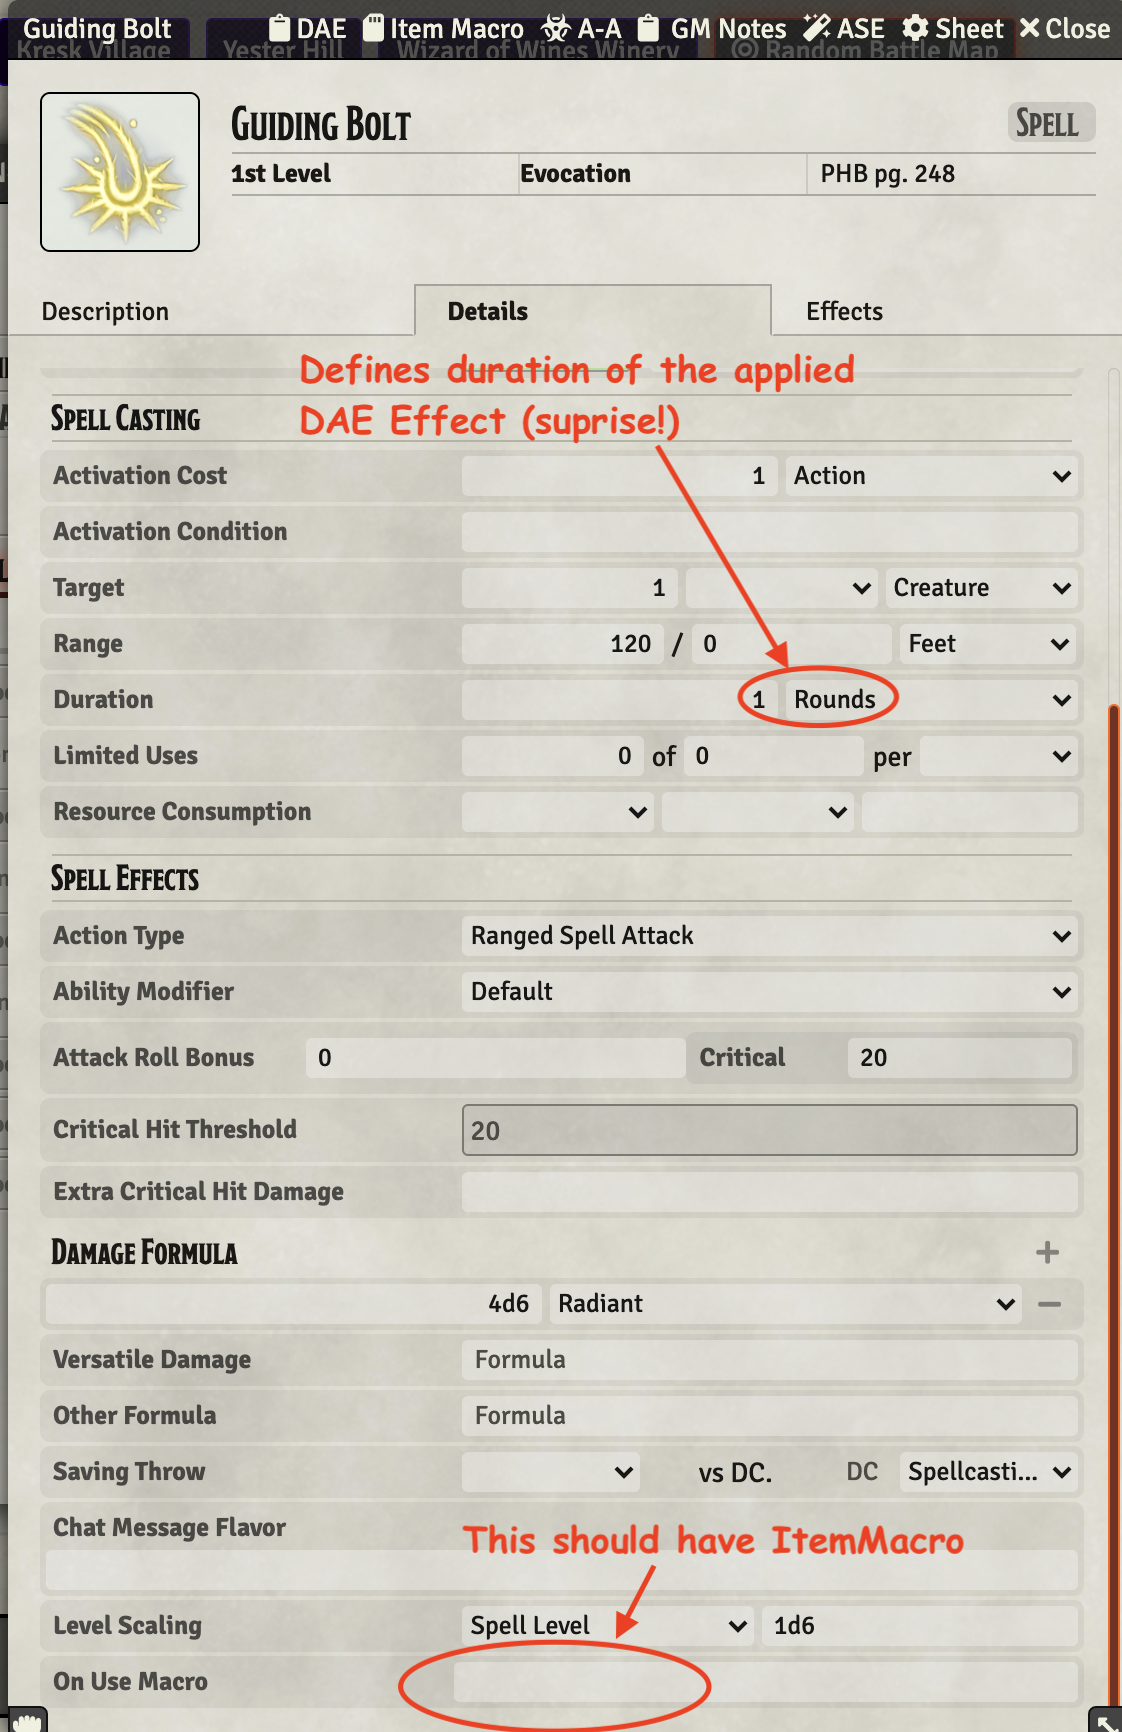 Guiding Bolt DAE Item Macro A-A GM Notes ASE Sheet Close
Kresk Village Yester Hill Wizard of Wines Winery Random Battle Map
GUIDING BOLT
SPELL
1st Level Evocation PHB pg. 248
Description Details Effects
Defines duration of the applied
DAE Effect (suprise!)
SPELL CASTING
Activation Cost 1 Action
Activation Condition
Target 1 Creature
Range 120 / 0 Feet
Duration 1 Rounds
Limited Uses 0 of 0 per
Resource Consumption
SPELL EFFECTS
Action Type Ranged Spell Attack
Ability Modifier Default
Attack Roll Bonus 0 Critical 20
Critical Hit Threshold 20
Extra Critical Hit Damage
DAMAGE FORMULA
4d6 Radiant
Versatile Damage Formula
Other Formula Formula
Saving Throw vs DC. DC Spellcasti...
Chat Message Flavor
This should have ItemMacro
Level Scaling Spell Level 1d6
On Use Macro